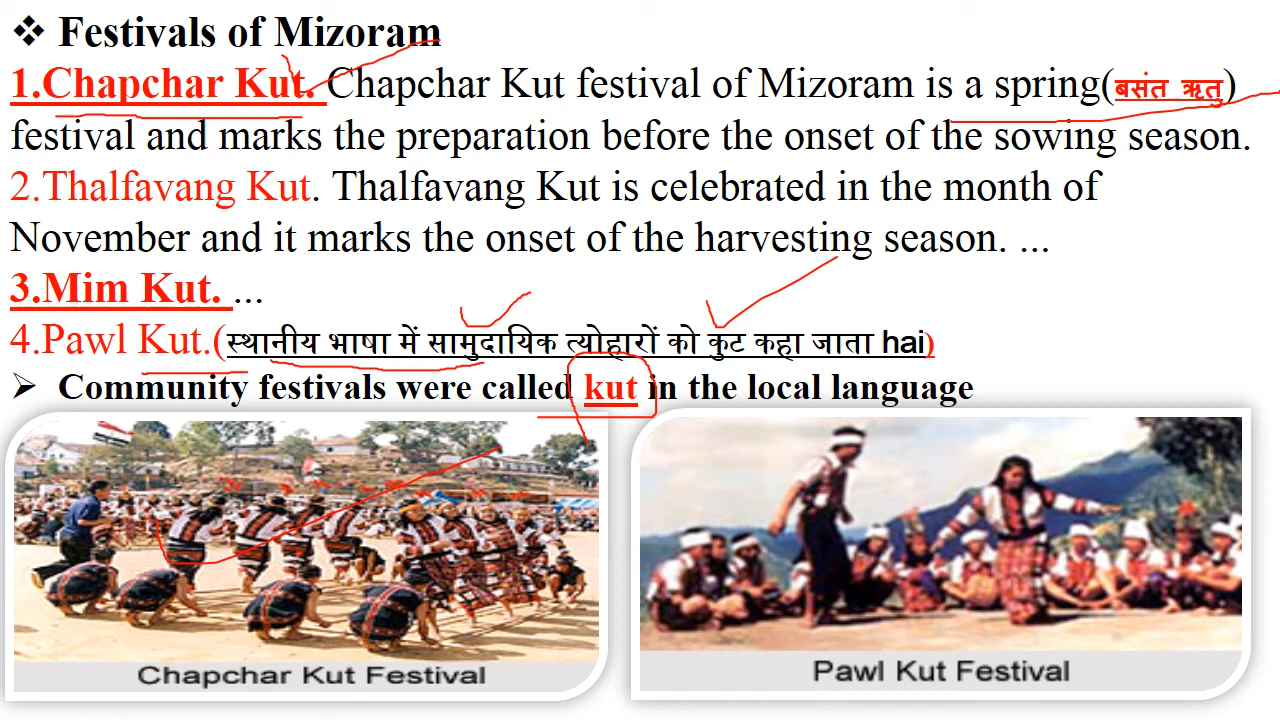 ❖ Festivals of Mizoram
1.Chapchar Kut. Chapchar Kut festival of Mizoram is a spring(बसंत ऋतु)
festival and marks the preparation before the onset of the sowing season.
2.Thalfavang Kut. Thalfavang Kut is celebrated in the month of
November and it marks the onset of the harvesting season. ...
3.Mim Kut. ...
4.Pawl Kut.(स्थानीय भाषा में सामुदायिक त्योहारों को कुट कहा जाता hai)
➢ Community festivals were called kut in the local language
Chapchar Kut Festival
Pawl Kut Festival